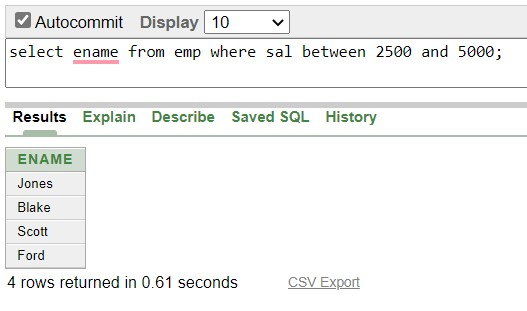 Autocommit Display 10
select ename from emp where sal between 2500 and 5000;
Results Explain Describe Saved SQL History
ENAME
Jones
Blake
Scott
Ford
4 rows returned in 0.61 seconds CSV Export